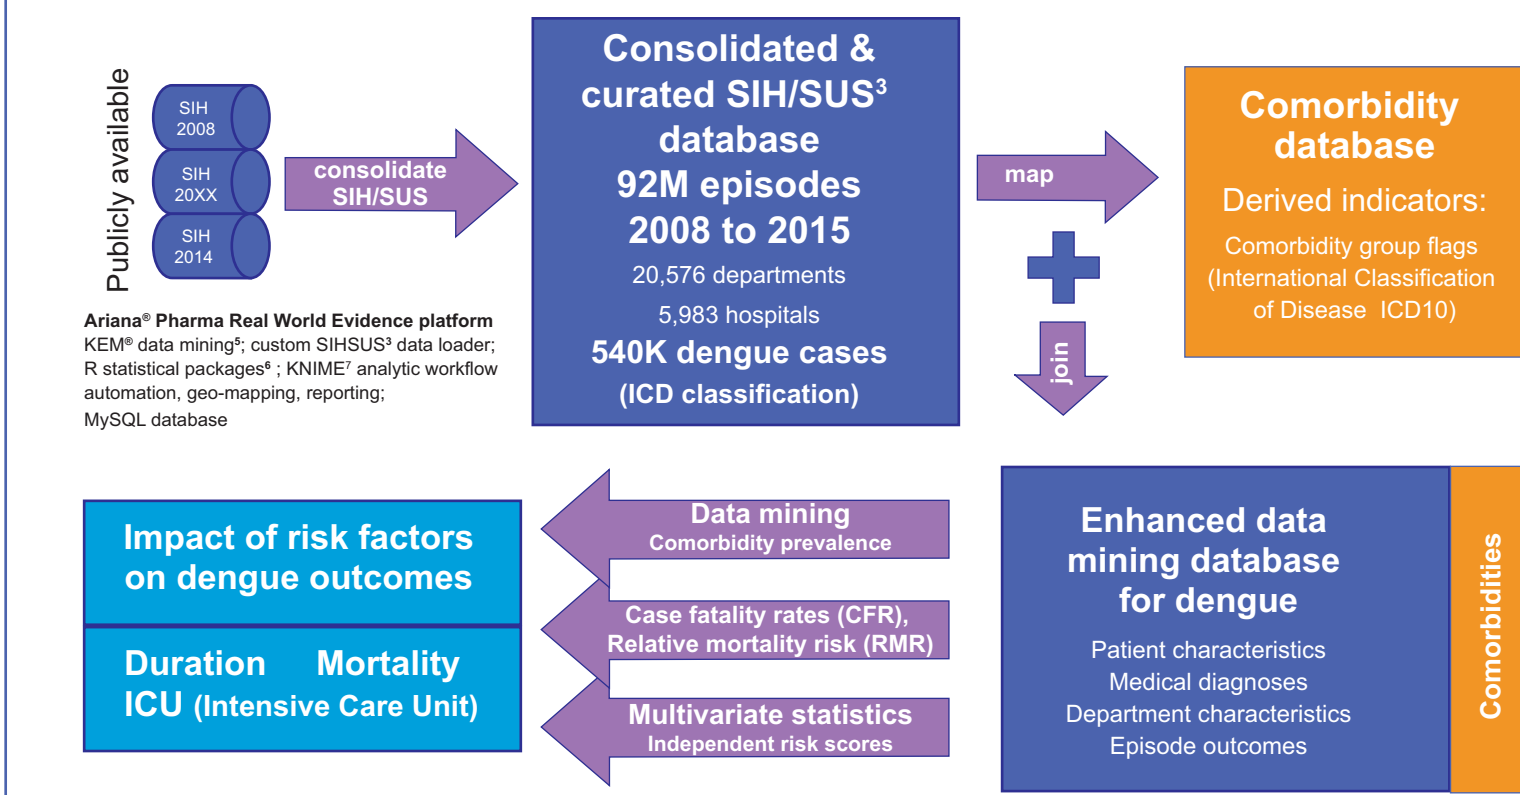 Publicly available
SIH
2008
SIH
20XX
SIH
2014
consolidate
SIH/SUS
Ariana® Pharma Real World Evidence platform
KEM® data mining⁵; custom SIHSUS³ data loader;
R statistical packages⁶ ; KNIME⁷ analytic workflow
automation, geo-mapping, reporting;
MySQL database
Consolidated &
curated SIH/SUS³
database
92M episodes
2008 to 2015
20,576 departments
5,983 hospitals
540K dengue cases
(ICD classification)
map
join
Comorbidity
database
Derived indicators:
Comorbidity group flags
(International Classification
of Disease ICD10)
Enhanced data
mining database
for dengue
Patient characteristics
Medical diagnoses
Department characteristics
Episode outcomes
Comorbidities
Data mining
Comorbidity prevalence
Case fatality rates (CFR),
Relative mortality risk (RMR)
Multivariate statistics
Independent risk scores
Impact of risk factors
on dengue outcomes
Duration Mortality
ICU (Intensive Care Unit)